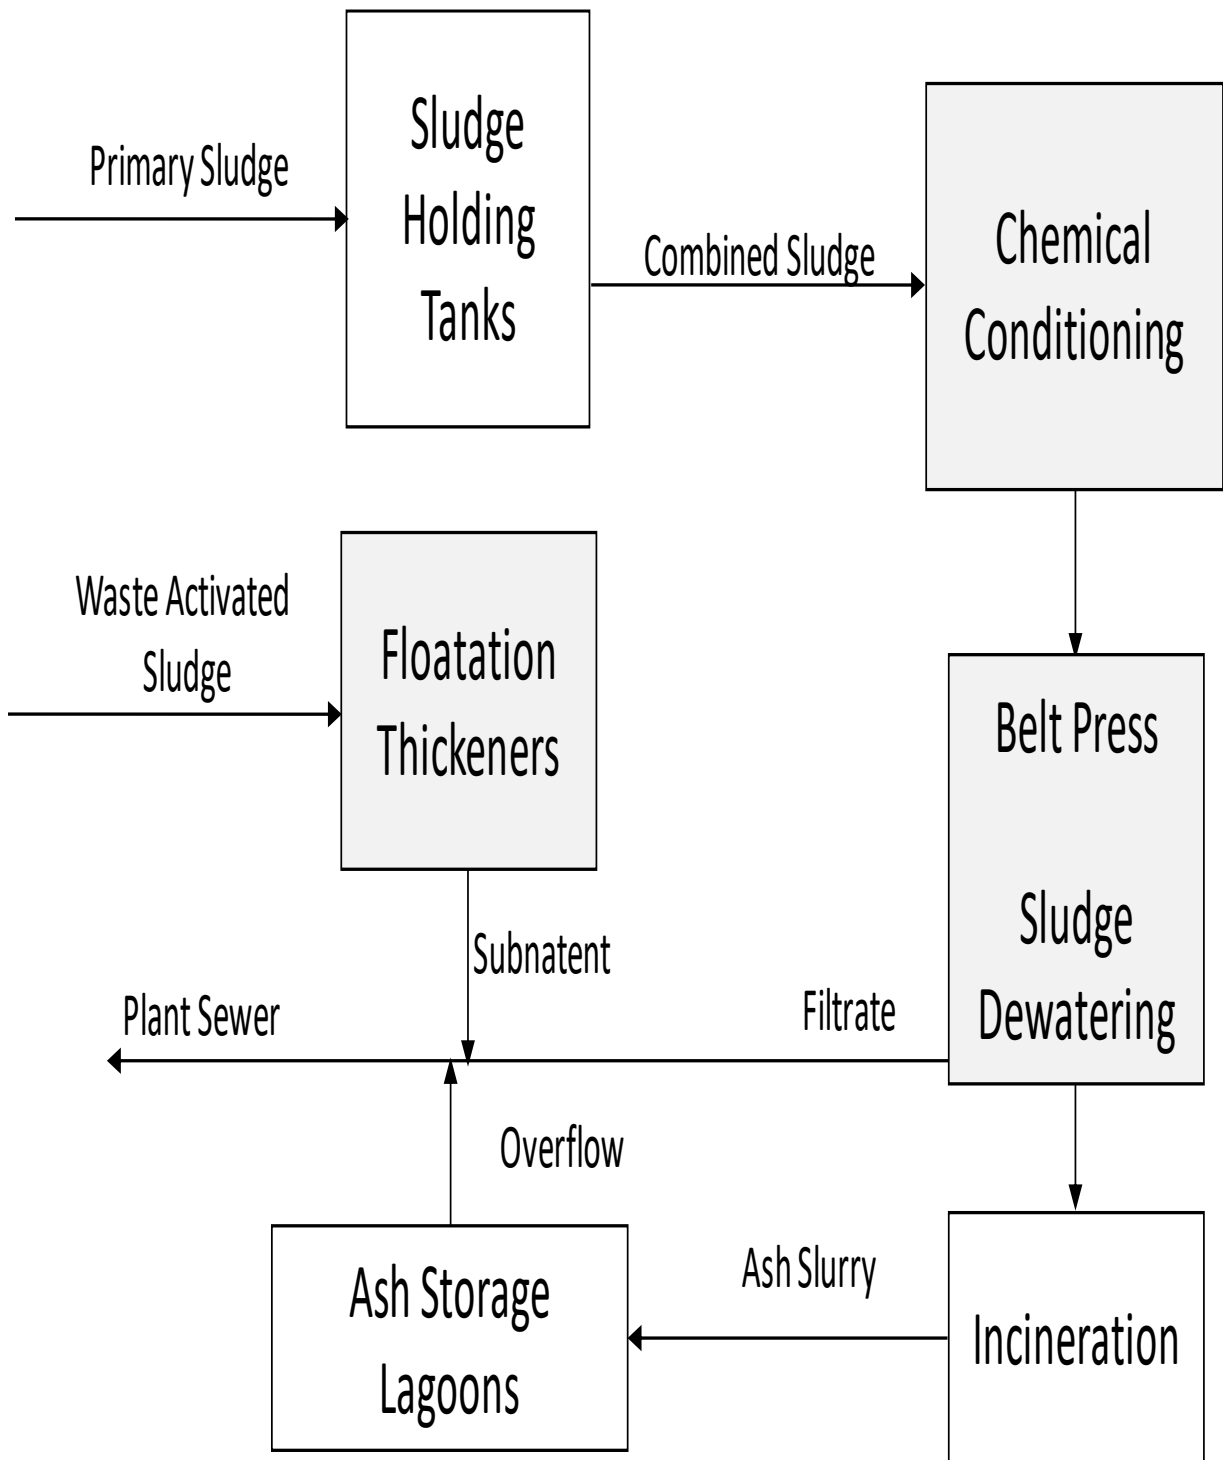 Primary Sludge
Sludge
Holding
Tanks
Combined Sludge
Chemical
Conditioning
Waste Activated
Sludge
Floatation
Thickeners
Belt Press
Sludge
Dewatering
Subnatent
Plant Sewer
Filtrate
Overflow
Ash Storage
Lagoons
Ash Slurry
Incineration